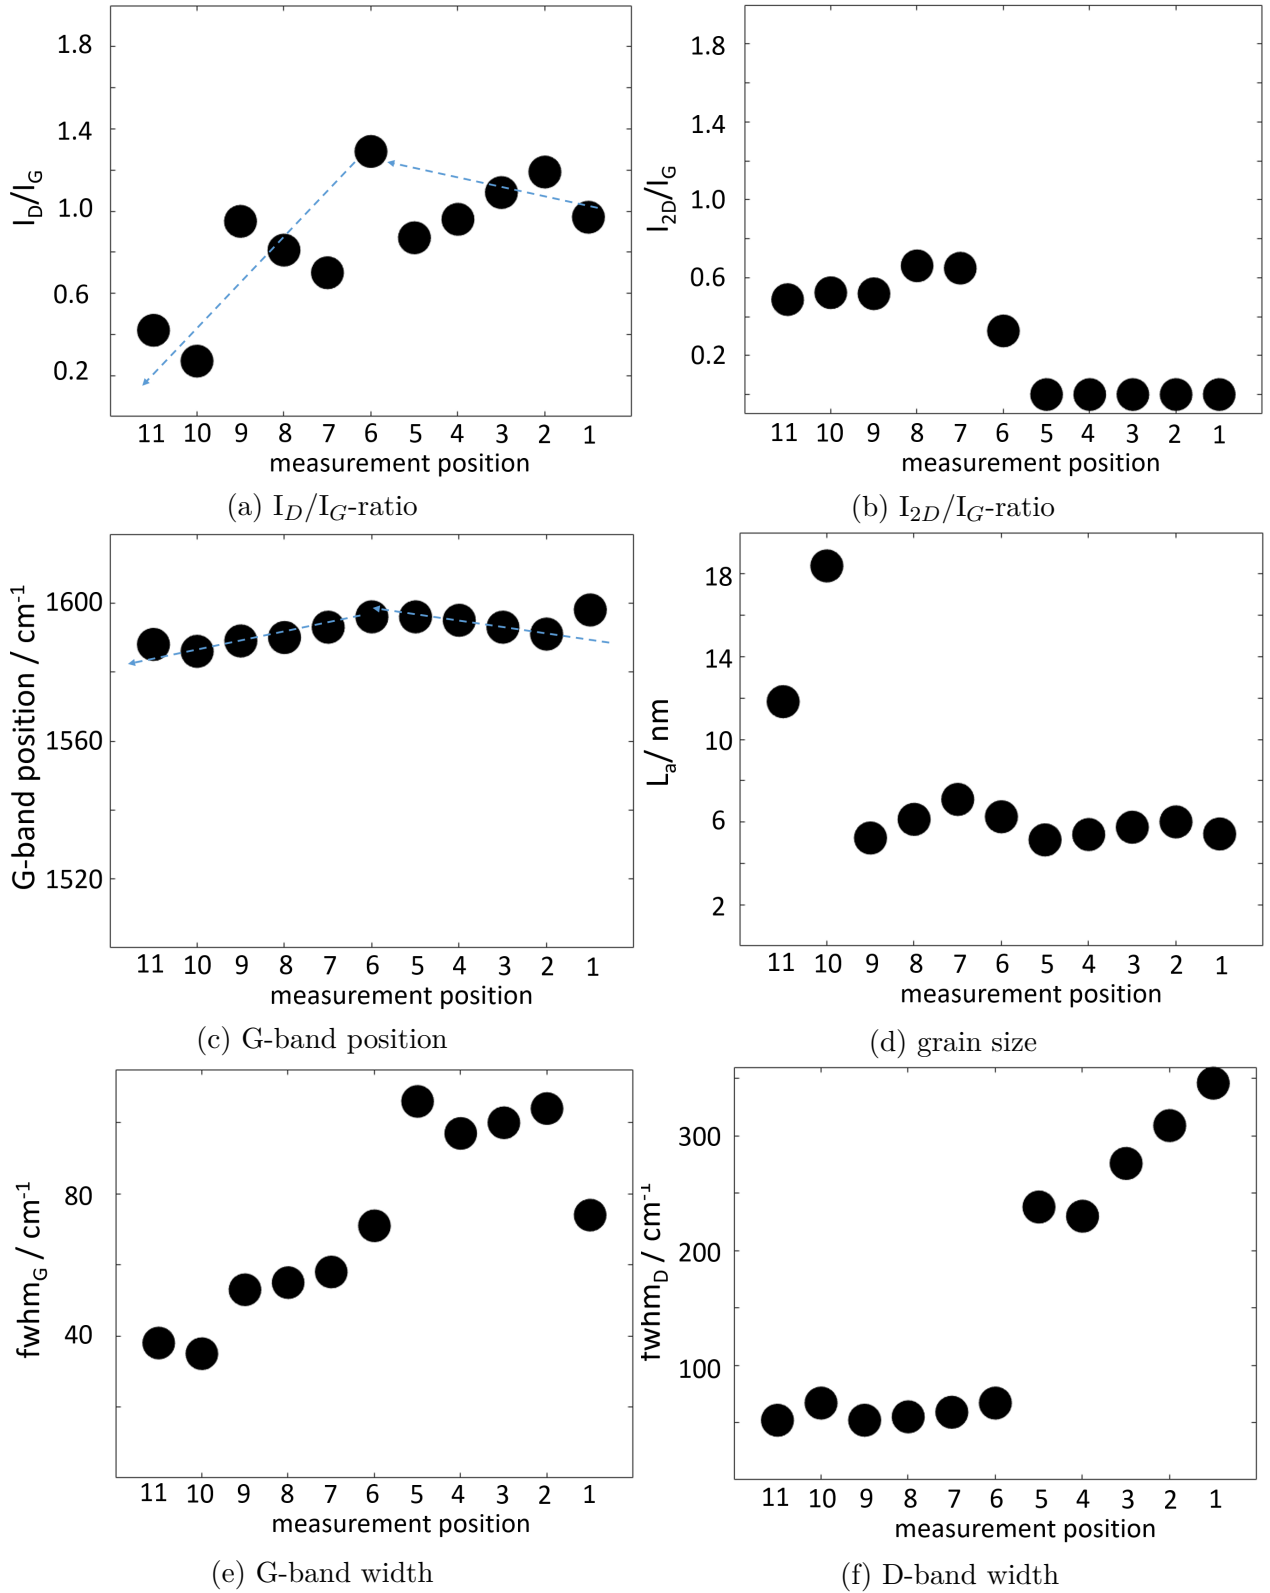 1.8
1.4
1.0
0.6
0.2
I_D/I_G
11 10 9 8 7 6 5 4 3 2 1
measurement position
(a) I_D/I_G-ratio
1.8
1.4
1.0
0.6
0.2
I_2D/I_G
11 10 9 8 7 6 5 4 3 2 1
measurement position
(b) I_2D/I_G-ratio
1600
1560
1520
G-band position / cm⁻¹
11 10 9 8 7 6 5 4 3 2 1
measurement position
(c) G-band position
18
14
10
6
2
L_a/ nm
11 10 9 8 7 6 5 4 3 2 1
measurement position
(d) grain size
80
40
fwhm_G / cm⁻¹
11 10 9 8 7 6 5 4 3 2 1
measurement position
(e) G-band width
300
200
100
fwhm_D / cm⁻¹
11 10 9 8 7 6 5 4 3 2 1
measurement position
(f) D-band width